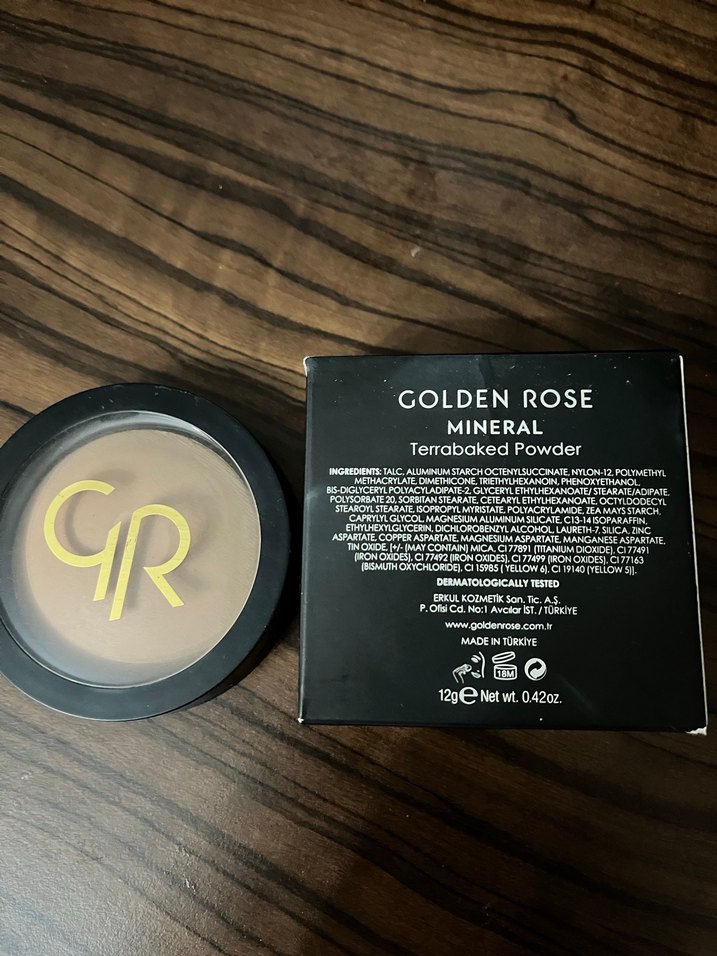 GR
GOLDEN ROSE
MINERAL
Terrabaked Powder
INGREDIENTS: TALC, ALUMINUM STARCH OCTENYLSUCCINATE, NYLON-12, POLYMETHYL
METHACRYLATE, DIMETHICONE, TRIETHYLHEXANOIN, PHENOXYETHANOL,
BIS-DIGLYCERYL POLYACYLADIPATE-2, GLYCERYL ETHYLHEXANOATE/ STEARATE/ADIPATE,
POLYSORBATE 20, SORBITAN STEARATE, CETEARYL ETHYLHEXANOATE, OCTYLDODECYL
STEAROYL STEARATE, ISOPROPYL MYRISTATE, POLYACRYLAMIDE, ZEA MAYS STARCH,
CAPRYLYL GLYCOL, MAGNESIUM ALUMINUM SILICATE, C13-14 ISOPARAFFIN,
ETHYLHEXYLGLYCERIN, DICHLOROBENZYL ALCOHOL, LAURETH-7, SILICA, ZINC
ASPARTATE, COPPER ASPARTATE, MAGNESIUM ASPARTATE, MANGANESE ASPARTATE,
TIN OXIDE, [+/- (MAY CONTAIN) MICA, CI 77891 (TITANIUM DIOXIDE), CI 77491
(IRON OXIDES), CI 77492 (IRON OXIDES), CI 77499 (IRON OXIDES), CI 77163
(BISMUTH OXYCHLORIDE), CI 15985 ( YELLOW 6), CI 19140 (YELLOW 5)].
DERMATOLOGICALLY TESTED
ERKUL KOZMETİK San. Tic. A.Ş.
P. Ofisi Cd. No:1 Avcılar İST. / TÜRKİYE
www.goldenrose.com.tr
MADE IN TÜRKİYE
18M
12g ℮ Net wt. 0.42oz.